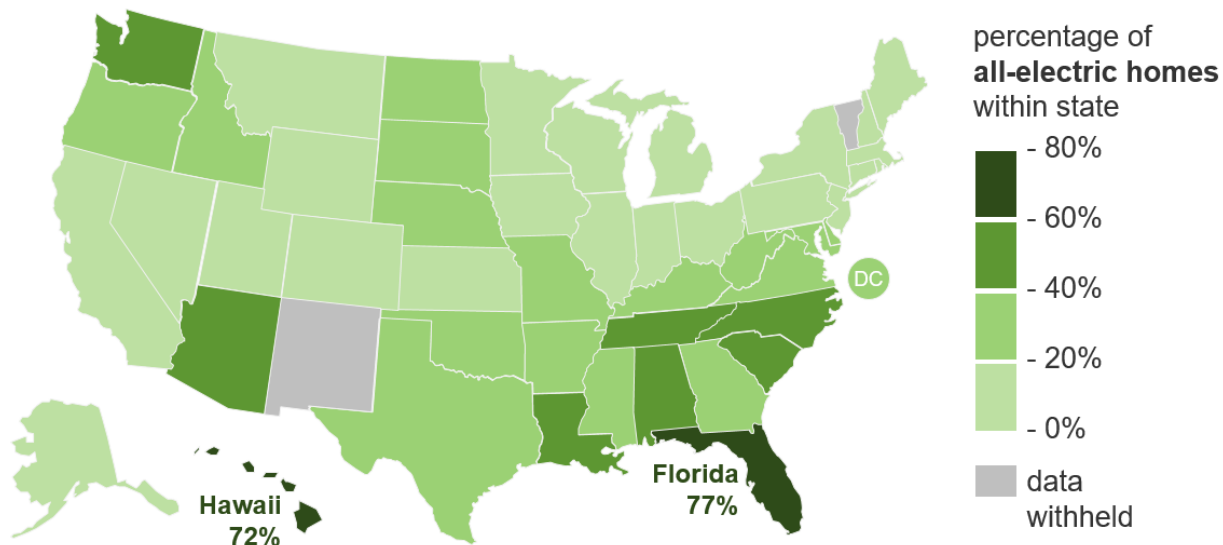 percentage of
all-electric homes
within state
- 80%
- 60%
- 40%
- 20%
- 0%
data
withheld
DC
Florida
77%
Hawaii
72%